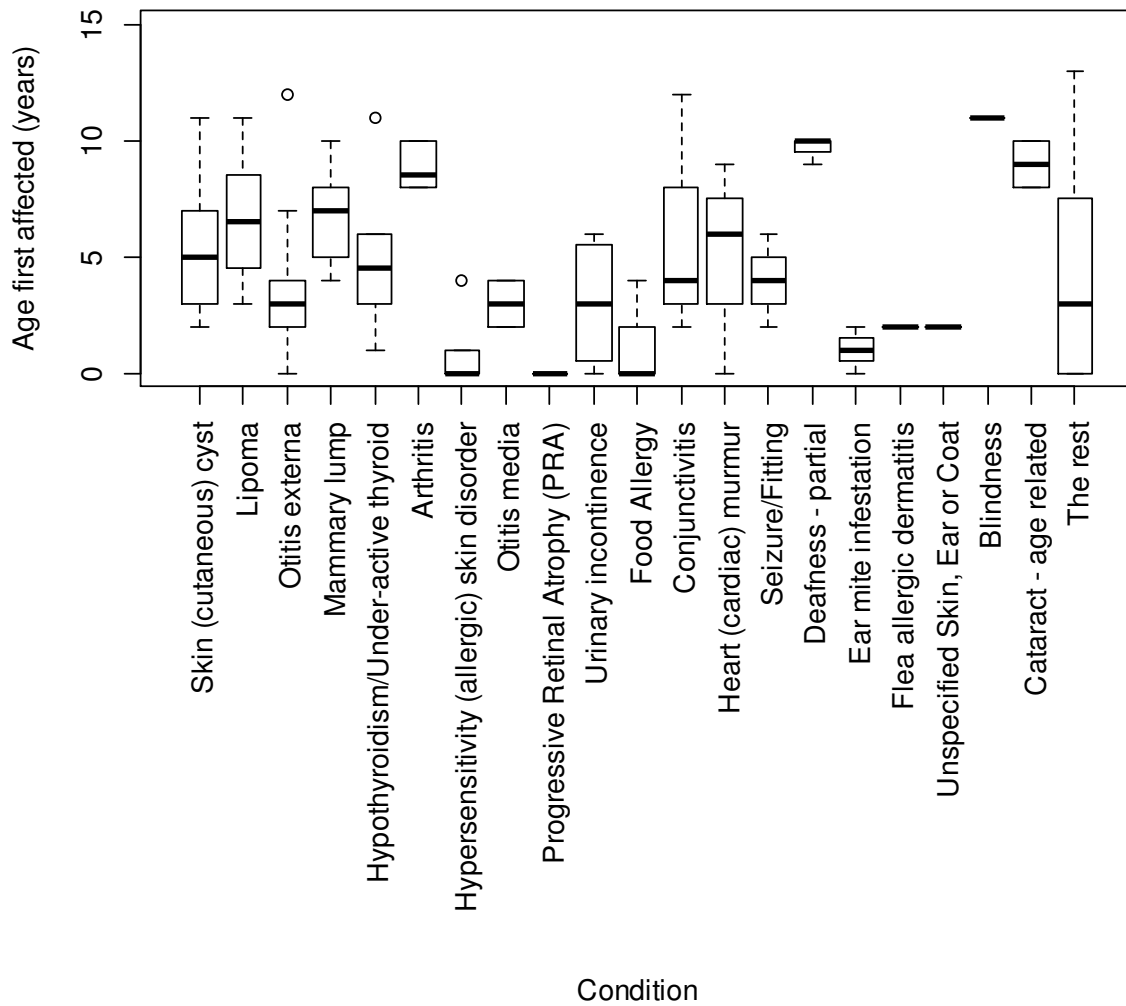 Age first affected (years)
15
10
5
0
Skin (cutaneous) cyst
Lipoma
Otitis externa
Mammary lump
Hypothyroidism/Under-active thyroid
Arthritis
Hypersensitivity (allergic) skin disorder
Otitis media
Progressive Retinal Atrophy (PRA)
Urinary incontinence
Food Allergy
Conjunctivitis
Heart (cardiac) murmur
Seizure/Fitting
Deafness - partial
Ear mite infestation
Flea allergic dermatitis
Unspecified Skin, Ear or Coat
Blindness
Cataract - age related
The rest
Condition